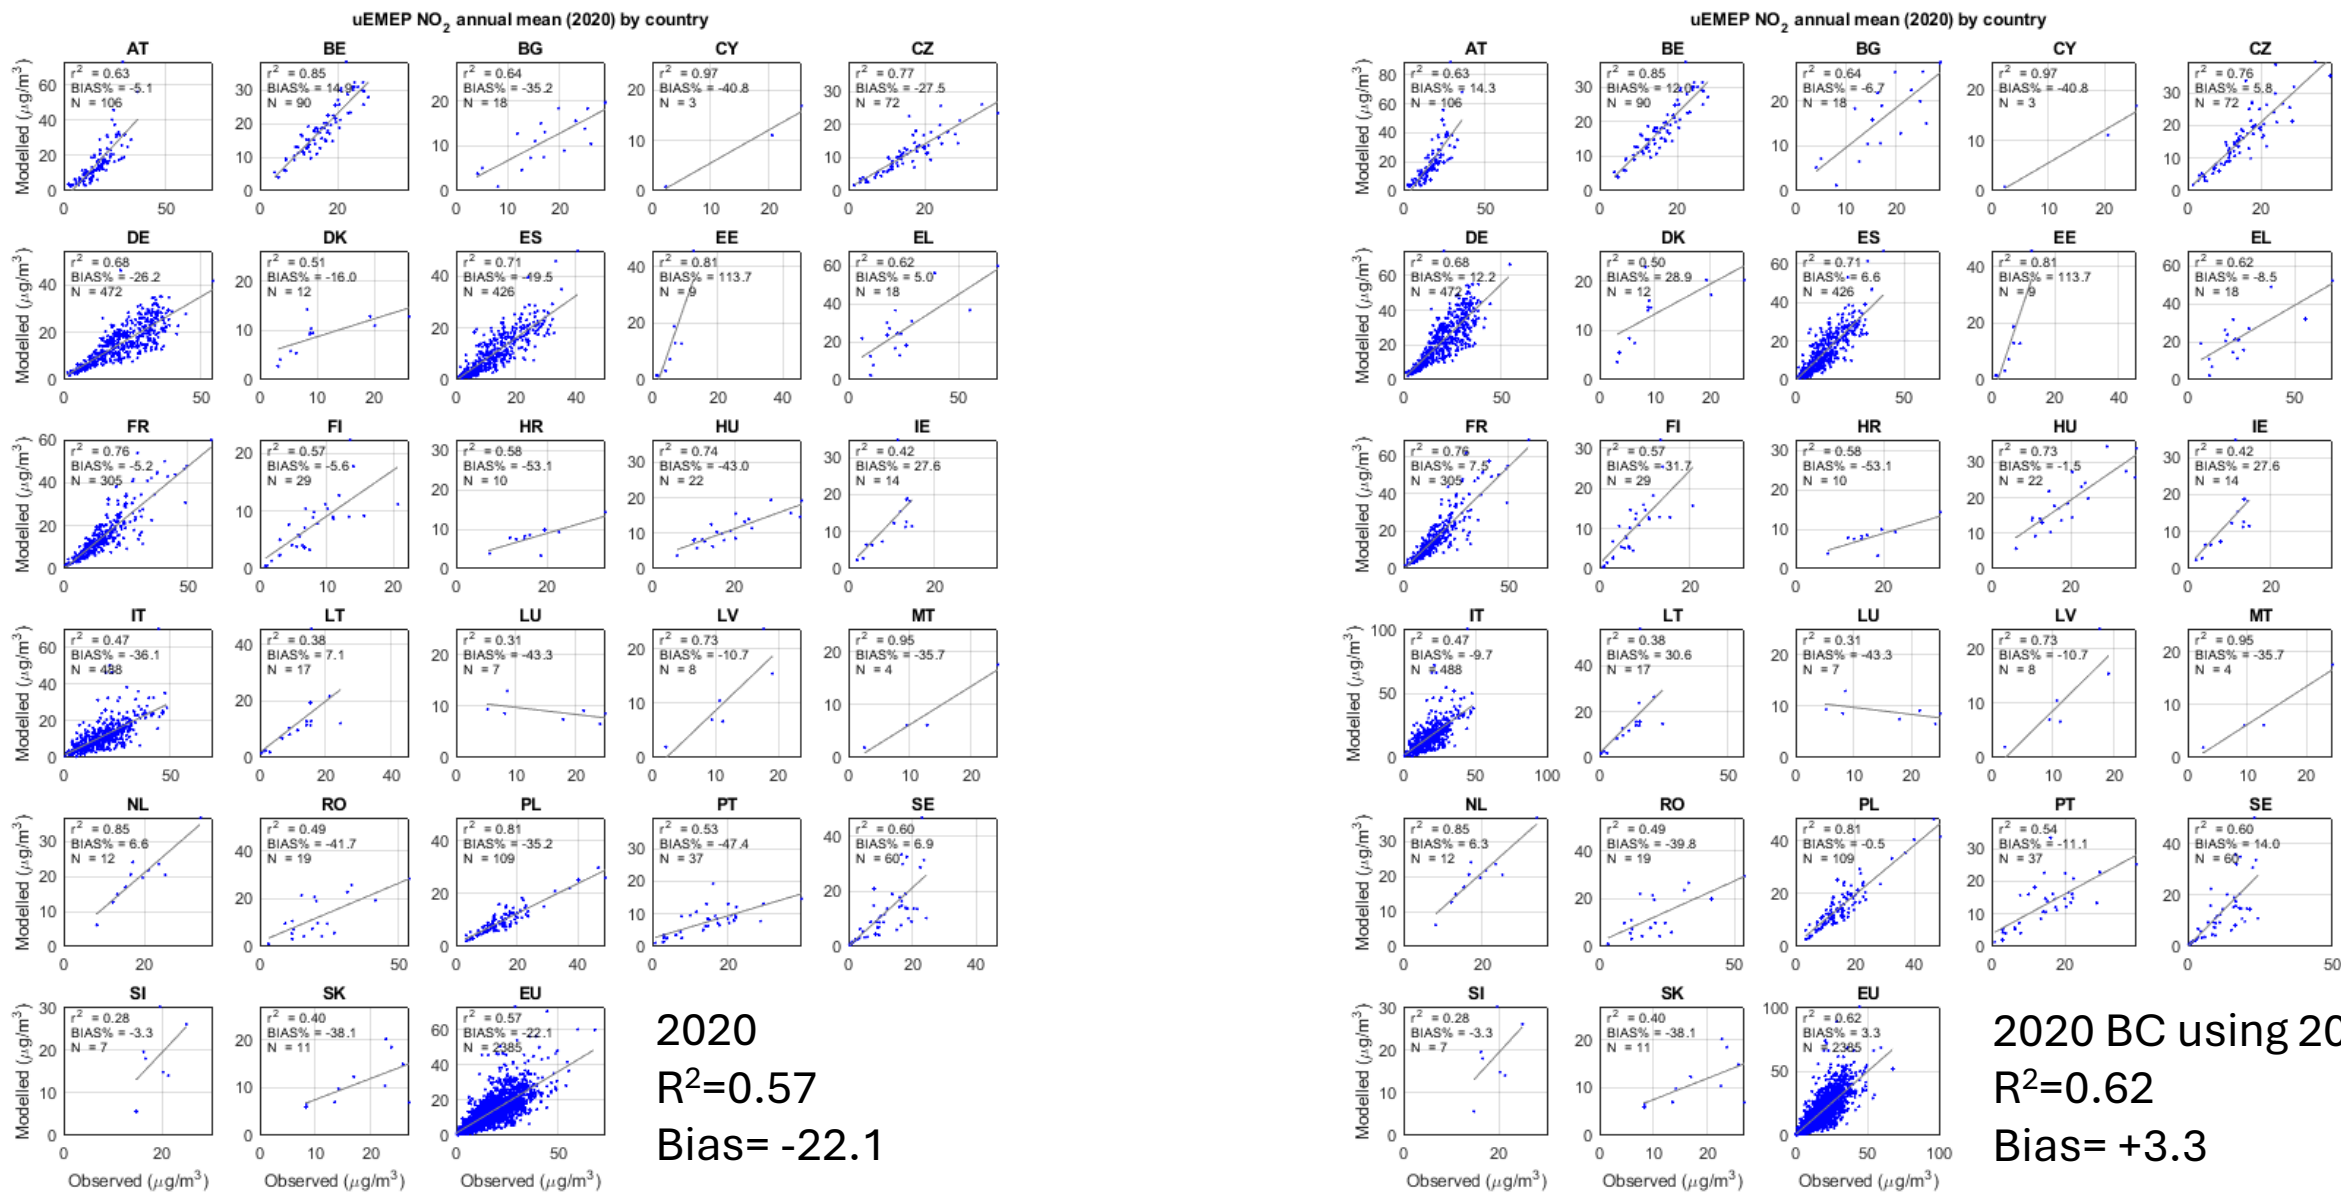 uEMEP NO2 annual mean (2020) by country
AT
r² = 0.63
BIAS% = -5.1
N = 106
BE
r² = 0.85
BIAS% = 14.9
N = 90
BG
r² = 0.64
BIAS% = -35.2
N = 18
CY
r² = 0.97
BIAS% = -40.8
N = 3
CZ
r² = 0.77
BIAS% = -27.5
N = 72
DE
r² = 0.68
BIAS% = -26.2
N = 472
DK
r² = 0.51
BIAS% = -16.0
N = 12
ES
r² = 0.71
BIAS% = -19.5
N = 426
EE
r² = 0.81
BIAS% = 113.7
N = 9
EL
r² = 0.62
BIAS% = 5.0
N = 18
FR
r² = 0.76
BIAS% = -5.2
N = 305
FI
r² = 0.57
BIAS% = -5.6
N = 29
HR
r² = 0.58
BIAS% = -53.1
N = 10
HU
r² = 0.74
BIAS% = -43.0
N = 22
IE
r² = 0.42
BIAS% = 27.6
N = 14
IT
r² = 0.47
BIAS% = -36.1
N = 488
LT
r² = 0.38
BIAS% = 7.1
N = 17
LU
r² = 0.31
BIAS% = -43.3
N = 7
LV
r² = 0.73
BIAS% = -10.7
N = 8
MT
r² = 0.95
BIAS% = -35.7
N = 4
NL
r² = 0.85
BIAS% = 6.6
N = 12
RO
r² = 0.49
BIAS% = -41.7
N = 19
PL
r² = 0.81
BIAS% = -35.2
N = 109
PT
r² = 0.53
BIAS% = -47.4
N = 37
SE
r² = 0.60
BIAS% = 6.9
N = 60
SI
r² = 0.28
BIAS% = -3.3
N = 7
SK
r² = 0.40
BIAS% = -38.1
N = 11
EU
r² = 0.57
BIAS% = -22.1
N = 2385
Modelled (µg/m³)
Observed (µg/m³)
Observed (µg/m³)
Observed (µg/m³)
2020
R²=0.57
Bias= -22.1
uEMEP NO2 annual mean (2020) by country
AT
r² = 0.63
BIAS% = 14.3
N = 106
BE
r² = 0.85
BIAS% = 12.0
N = 90
BG
r² = 0.64
BIAS% = -6.7
N = 18
CY
r² = 0.97
BIAS% = -40.8
N = 3
CZ
r² = 0.76
BIAS% = 5.8
N = 72
DE
r² = 0.68
BIAS% = 12.2
N = 472
DK
r² = 0.50
BIAS% = 28.9
N = 12
ES
r² = 0.71
BIAS% = 6.6
N = 426
EE
r² = 0.81
BIAS% = 113.7
N = 9
EL
r² = 0.62
BIAS% = -8.5
N = 18
FR
r² = 0.76
BIAS% = 7.5
N = 305
FI
r² = 0.57
BIAS% = 31.7
N = 29
HR
r² = 0.58
BIAS% = -53.1
N = 10
HU
r² = 0.73
BIAS% = -1.5
N = 22
IE
r² = 0.42
BIAS% = 27.6
N = 14
IT
r² = 0.47
BIAS% = -9.7
N = 488
LT
r² = 0.38
BIAS% = 30.6
N = 17
LU
r² = 0.31
BIAS% = -43.3
N = 7
LV
r² = 0.73
BIAS% = -10.7
N = 8
MT
r² = 0.95
BIAS% = -35.7
N = 4
NL
r² = 0.85
BIAS% = 6.3
N = 12
RO
r² = 0.49
BIAS% = -39.8
N = 19
PL
r² = 0.81
BIAS% = -0.5
N = 109
PT
r² = 0.54
BIAS% = -11.1
N = 37
SE
r² = 0.60
BIAS% = 14.0
N = 60
SI
r² = 0.28
BIAS% = -3.3
N = 7
SK
r² = 0.40
BIAS% = -38.1
N = 11
EU
r² = 0.62
BIAS% = 3.3
N = 2385
Modelled (µg/m³)
Observed (µg/m³)
Observed (µg/m³)
Observed (µg/m³)
2020 BC using 20
R²=0.62
Bias= +3.3